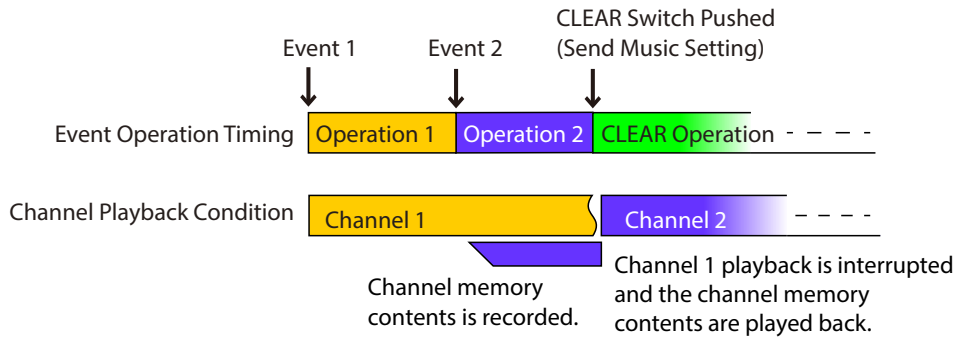 CLEAR Switch Pushed
(Send Music Setting)
Event 1
Event 2
Event Operation Timing
Operation 1
Operation 2
CLEAR Operation
Channel Playback Condition
Channel 1
Channel 2
Channel memory
contents is recorded.
Channel 1 playback is interrupted
and the channel memory
contents are played back.